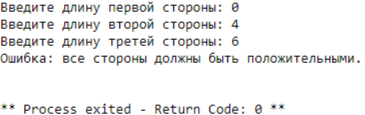 Введите длину первой стороны: 0
Введите длину второй стороны: 4
Введите длину третей стороны: 6
Ошибка: все стороны должны быть положительными.
** Process exited - Return Code: 0 **